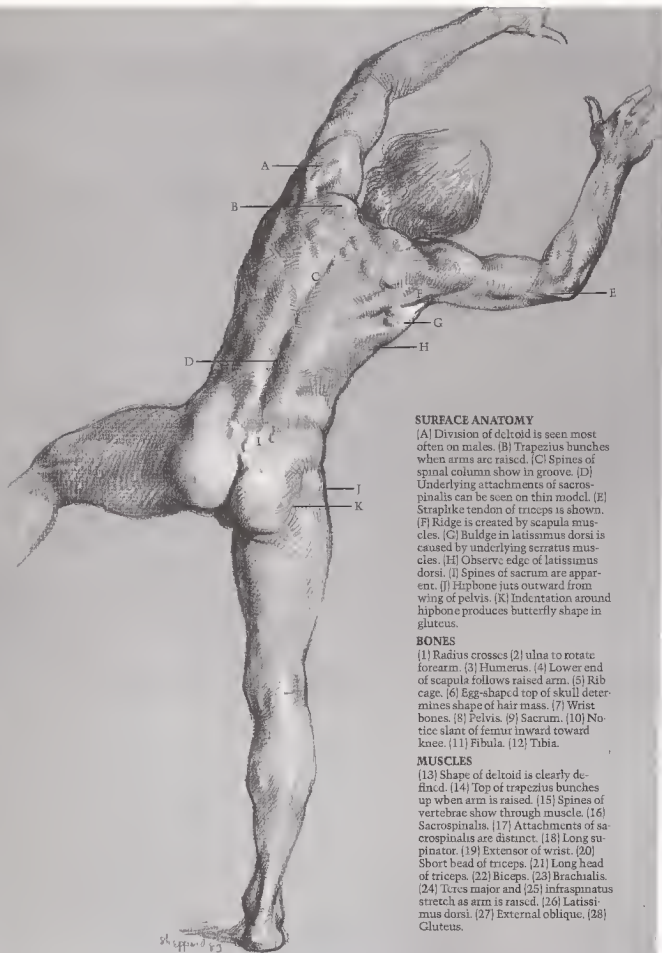 A
B
C
E
F
G
H
D
I
J
K
SURFACE ANATOMY
(A) Division of deltoid is seen most
often on males. (B) Trapezius bunches
when arms are raised. (C) Spines of
spinal column show in groove. (D)
Underlying attachments of sacros-
pinalis can be seen on thin model. (E)
Straplike tendon of triceps is shown.
(F) Ridge is created by scapula mus-
cles. (G) Buldge in latissimus dorsi is
caused by underlying serratus mus-
cles. (H) Observe edge of latissimus
dorsi. (I) Spines of sacrum are appar-
ent. (J) Hipbone juts outward from
wing of pelvis. (K) Indentation around
hipbone produces butterfly shape in
gluteus.
BONES
(1) Radius crosses (2) ulna to rotate
forearm. (3) Humerus. (4) Lower end
of scapula follows raised arm. (5) Rib
cage. (6) Egg-shaped top of skull deter-
mines shape of hair mass. (7) Wrist
bones. (8) Pelvis. (9) Sacrum. (10) No-
tice slant of femur inward toward
knee. (11) Fibula. (12) Tibia.
MUSCLES
(13) Shape of deltoid is clearly de-
fined. (14) Top of trapezius bunches
up when arm is raised. (15) Spines of
vertebrae show through muscle. (16)
Sacrospinalis. (17) Attachments of sa-
crospinalis are distinct. (18) Long su-
pinator. (19) Extensor of wrist. (20)
Short head of triceps. (21) Long head
of triceps. (22) Biceps. (23) Brachialis.
(24) Teres major and (25) infraspinatus
stretch as arm is raised. (26) Latissi-
mus dorsi. (27) External oblique. (28)
Gluteus.
Sheppard 89